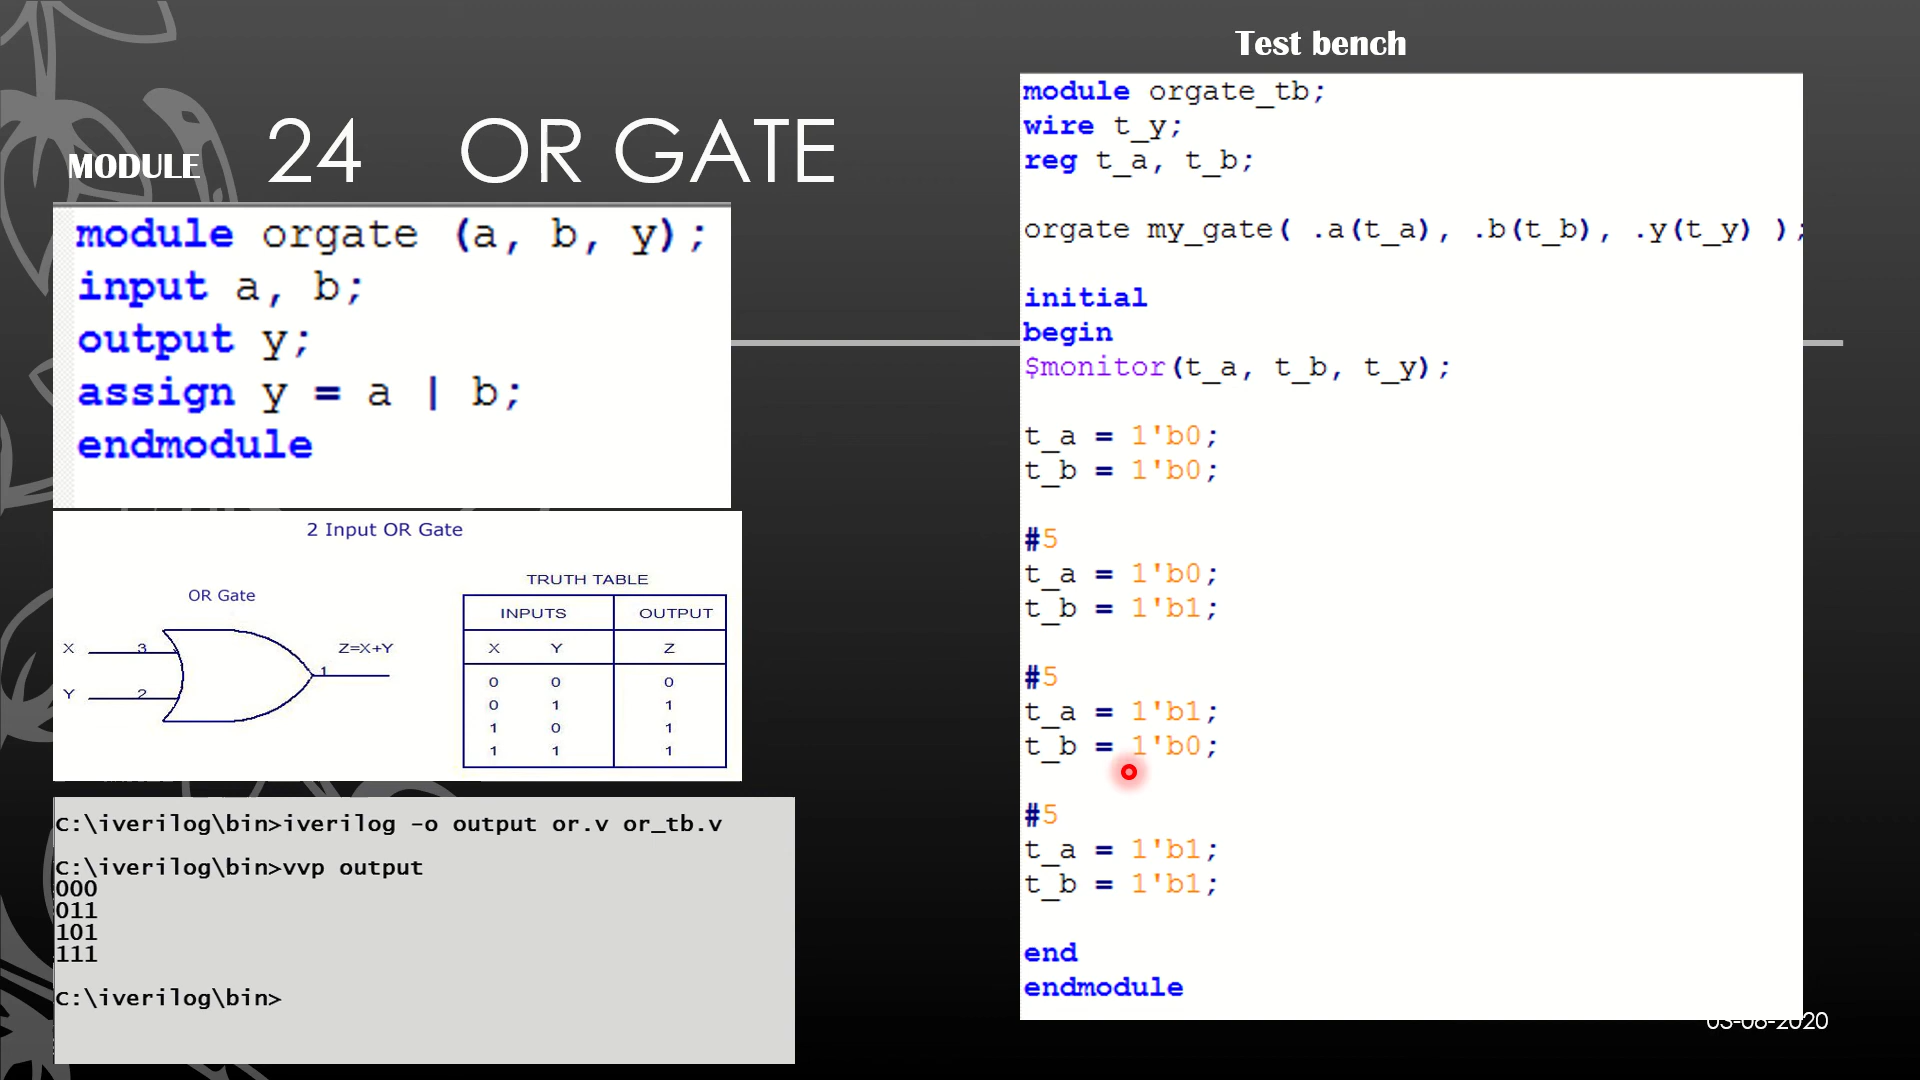 MODULE 24 OR GATE
module orgate (a, b, y);
input a, b;
output y;
assign y = a | b;
endmodule
2 Input OR Gate
OR Gate
X 3
Y 2
Z=X+Y
1
TRUTH TABLE
INPUTS OUTPUT
X Y Z
0 0 0
0 1 1
1 0 1
1 1 1
C:\iverilog\bin>iverilog -o output or.v or_tb.v
C:\iverilog\bin>vvp output
000
011
101
111
C:\iverilog\bin>
Test bench
module orgate_tb;
wire t_y;
reg t_a, t_b;
orgate my_gate( .a(t_a), .b(t_b), .y(t_y) );
initial
begin
$monitor(t_a, t_b, t_y);
t_a = 1'b0;
t_b = 1'b0;
#5
t_a = 1'b0;
t_b = 1'b1;
#5
t_a = 1'b1;
t_b = 1'b0;
#5
t_a = 1'b1;
t_b = 1'b1;
end
endmodule
03-08-2020